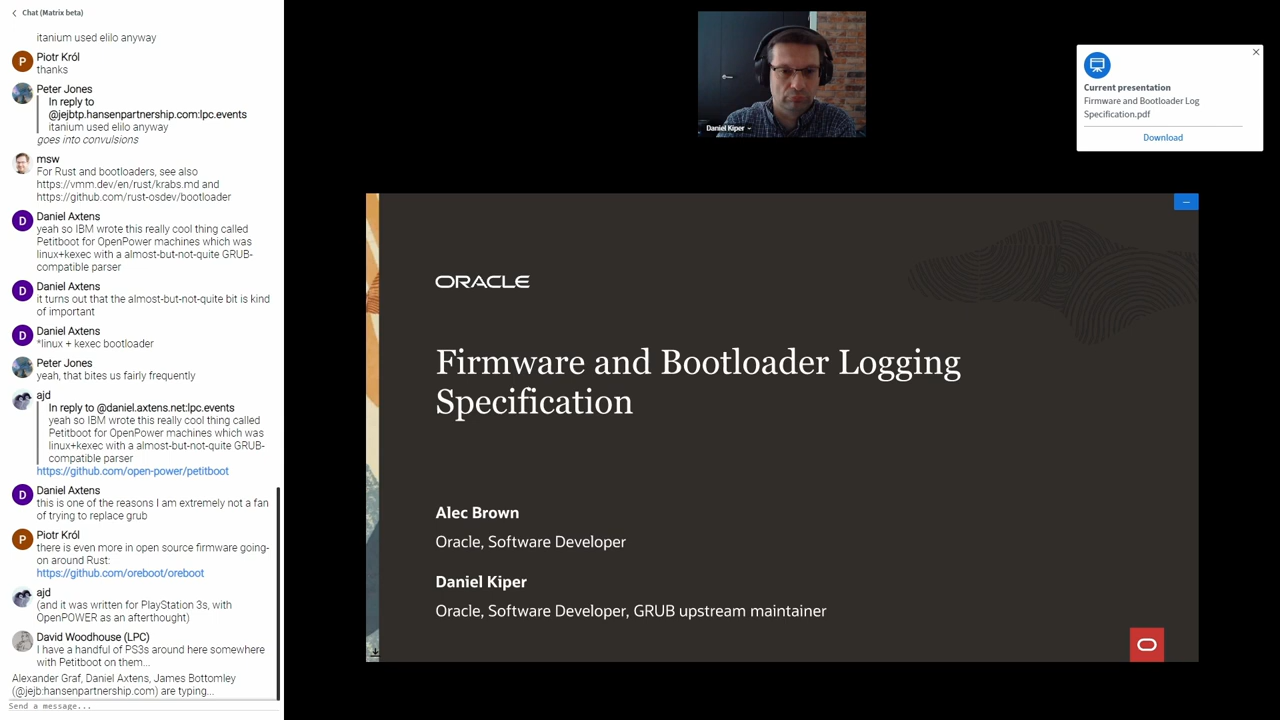 Chat (Matrix beta)
itanium used elilo anyway
P
Piotr Król
thanks
Peter Jones
In reply to
@jejbtp.hansenpartnership.com:lpc.events
itanium used elilo anyway
goes into convulsions
msw
For Rust and bootloaders, see also
https://vmm.dev/en/rust/krabs.md and
https://github.com/rust-osdev/bootloader
D
Daniel Axtens
yeah so IBM wrote this really cool thing called
Petitboot for OpenPower machines which was
linux+kexec with a almost-but-not-quite GRUB-
compatible parser
D
Daniel Axtens
it turns out that the almost-but-not-quite bit is kind
of important
D
Daniel Axtens
*linux + kexec bootloader
Peter Jones
yeah, that bites us fairly frequently
ajd
In reply to @daniel.axtens.net:lpc.events
yeah so IBM wrote this really cool thing called
Petitboot for OpenPower machines which was
linux+kexec with a almost-but-not-quite GRUB-
compatible parser
https://github.com/open-power/petitboot
D
Daniel Axtens
this is one of the reasons I am extremely not a fan
of trying to replace grub
P
Piotr Król
there is even more in open source firmware going-
on around Rust:
https://github.com/oreboot/oreboot
ajd
(and it was written for PlayStation 3s, with
OpenPOWER as an afterthought)
David Woodhouse (LPC)
I have a handful of PS3s around here somewhere
with Petitboot on them...
Alexander Graf, Daniel Axtens, James Bottomley
(@jejb:hansenpartnership.com) are typing...
Send a message...
Daniel Kiper
Current presentation
Firmware and Bootloader Log
Specification.pdf
Download
ORACLE
Firmware and Bootloader Logging
Specification
Alec Brown
Oracle, Software Developer
Daniel Kiper
Oracle, Software Developer, GRUB upstream maintainer